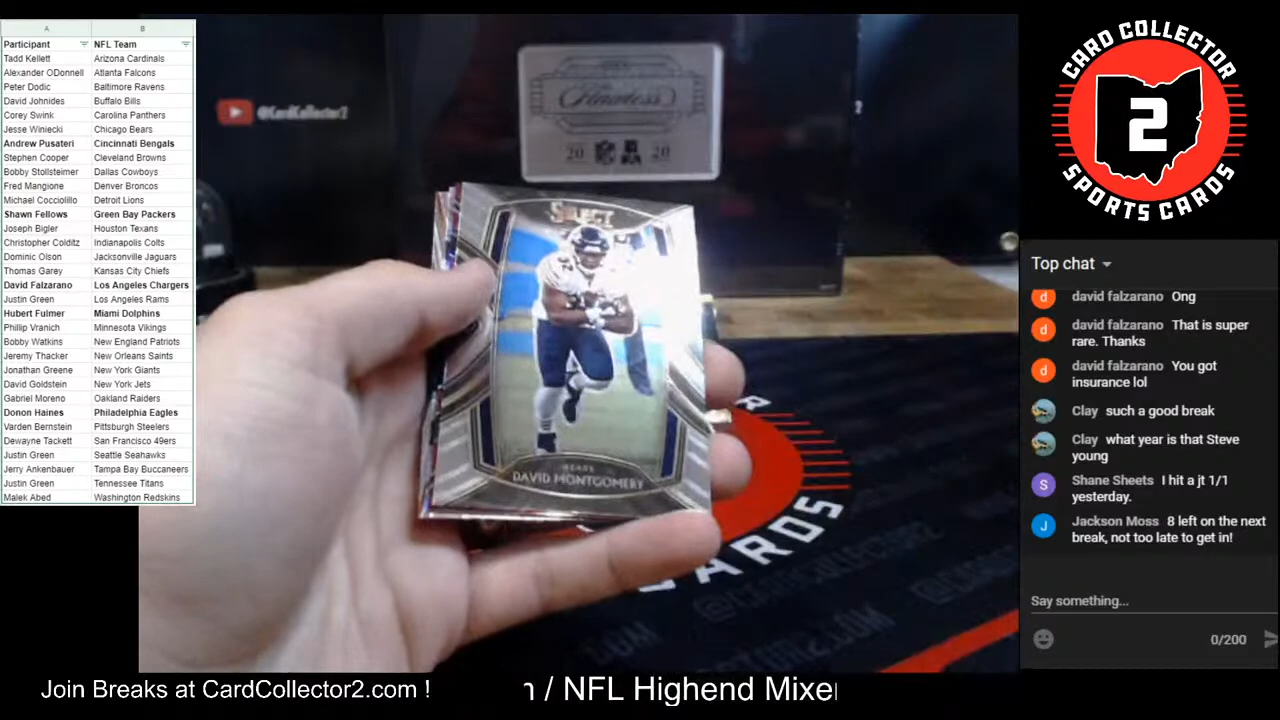 A B
Participant NFL Team
Tadd Kellett Arizona Cardinals
Alexander ODonnell Atlanta Falcons
Peter Dodic Baltimore Ravens
David Johnides Buffalo Bills
Corey Swink Carolina Panthers
Jesse Winiecki Chicago Bears
Andrew Pusateri Cincinnati Bengals
Stephen Cooper Cleveland Browns
Bobby Stollsteimer Dallas Cowboys
Fred Mangione Denver Broncos
Michael Cocciolillo Detroit Lions
Shawn Fellows Green Bay Packers
Joseph Bigler Houston Texans
Christopher Colditz Indianapolis Colts
Dominic Olson Jacksonville Jaguars
Thomas Garey Kansas City Chiefs
David Falzarano Los Angeles Chargers
Justin Green Los Angeles Rams
Hubert Fulmer Miami Dolphins
Phillip Vranich Minnesota Vikings
Bobby Watkins New England Patriots
Jeremy Thacker New Orleans Saints
Jonathan Greene New York Giants
David Goldstein New York Jets
Gabriel Moreno Oakland Raiders
Donon Haines Philadelphia Eagles
Varden Bernstein Pittsburgh Steelers
Dewayne Tackett San Francisco 49ers
Justin Green Seattle Seahawks
Jerry Ankenbauer Tampa Bay Buccaneers
Justin Green Tennessee Titans
Malek Abed Washington Redskins
@CardCollector2
Flawless
20 20
SELECT
BEARS
DAVID MONTGOMERY
CARDS
CARD COLLECTOR
2
SPORTS CARDS
Top chat
david falzarano Ong
david falzarano That is super
rare. Thanks
david falzarano You got
insurance lol
Clay such a good break
Clay what year is that Steve
young
Shane Sheets I hit a jt 1/1
yesterday.
Jackson Moss 8 left on the next
break, not too late to get in!
Say something...
0/200
Join Breaks at CardCollector2.com !
/ NFL Highend Mixer